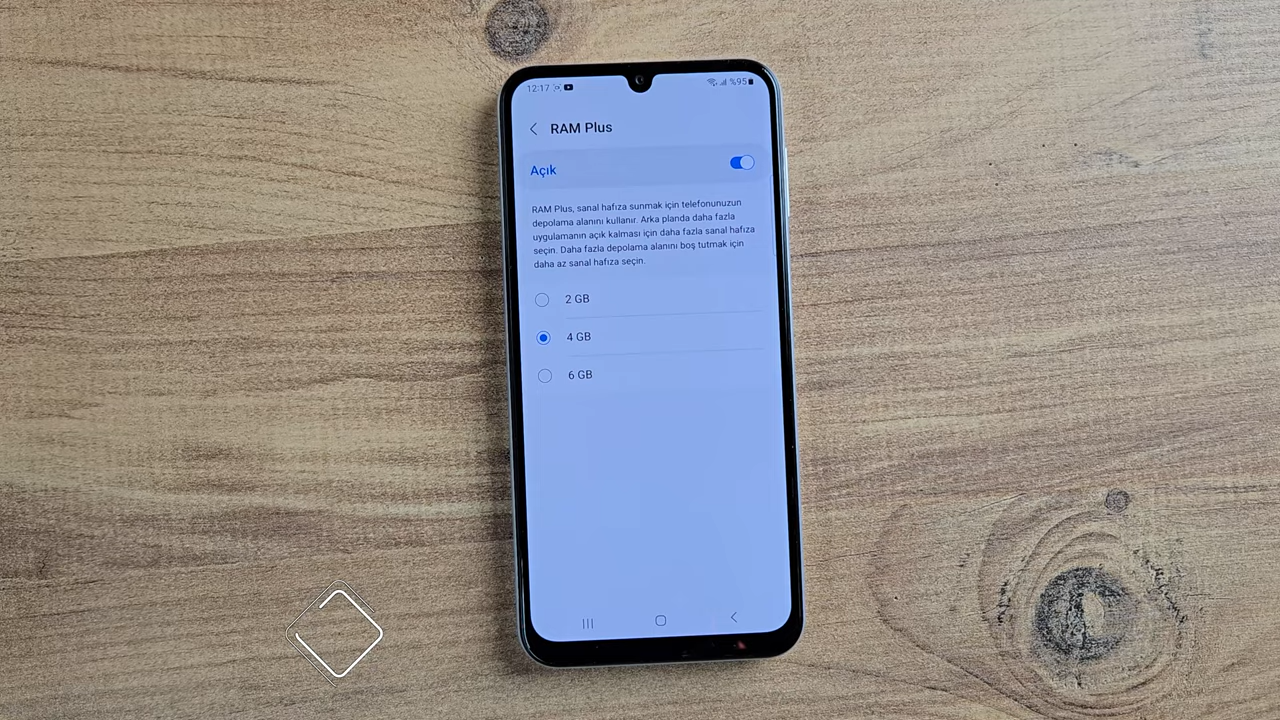 12:17
%95
RAM Plus
Açık
RAM Plus, sanal hafıza sunmak için telefonunuzun
depolama alanını kullanır. Arka planda daha fazla
uygulamanın açık kalması için daha fazla sanal hafıza
seçin. Daha fazla depolama alanını boş tutmak için
daha az sanal hafıza seçin.
2 GB
4 GB
6 GB